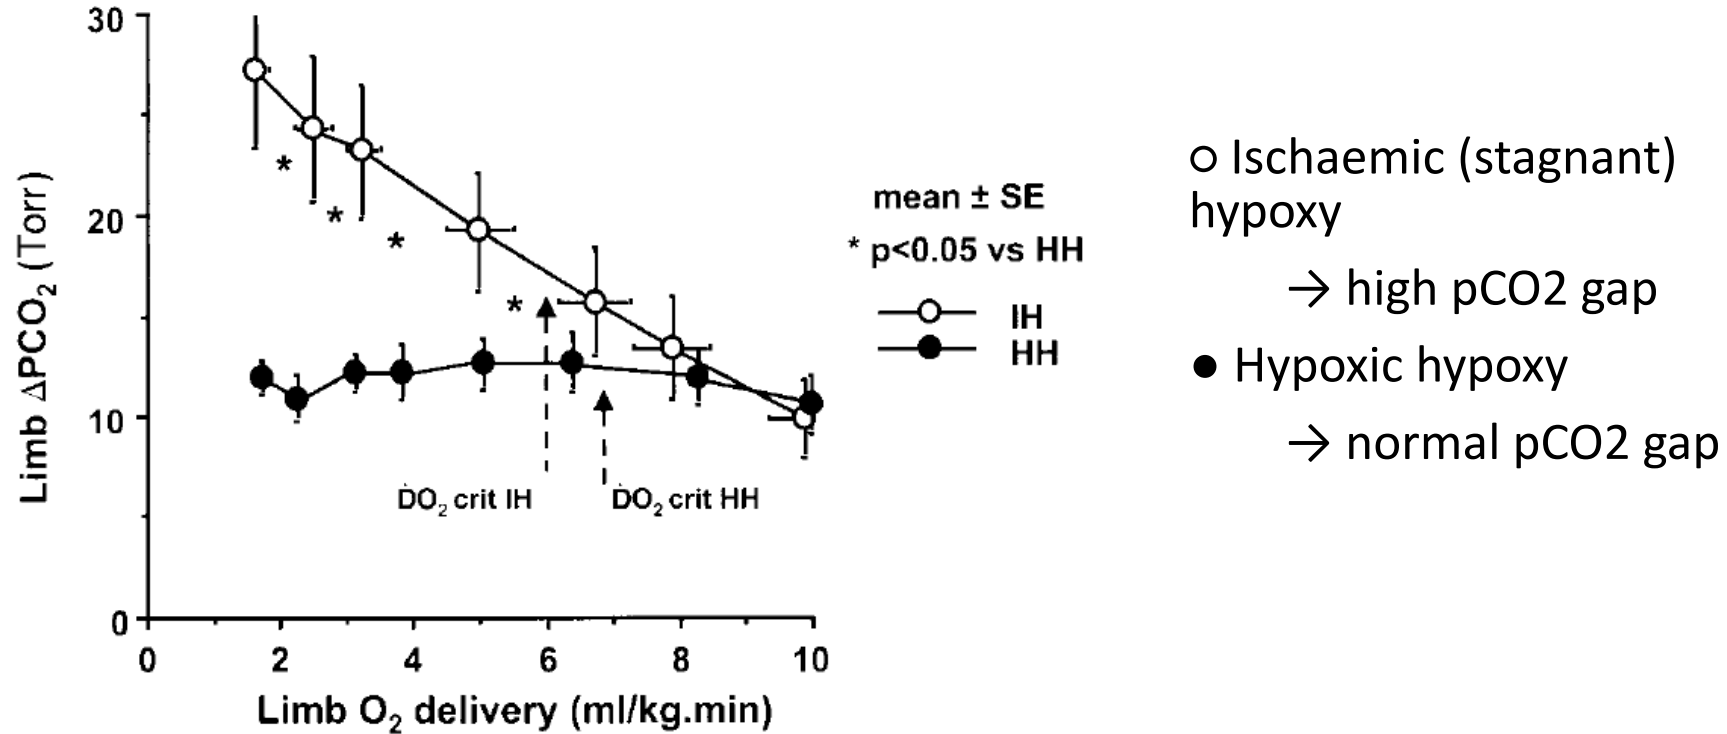 30
20
10
0
Limb ΔPCO₂ (Torr)
*
*
*
*
ḊO₂ crit IH
ḊO₂ crit HH
0 2 4 6 8 10
Limb O₂ delivery (ml/kg.min)
mean ± SE
* p<0.05 vs HH
IH
HH
Ischaemic (stagnant)
hypoxy
→ high pCO2 gap
Hypoxic hypoxy
→ normal pCO2 gap